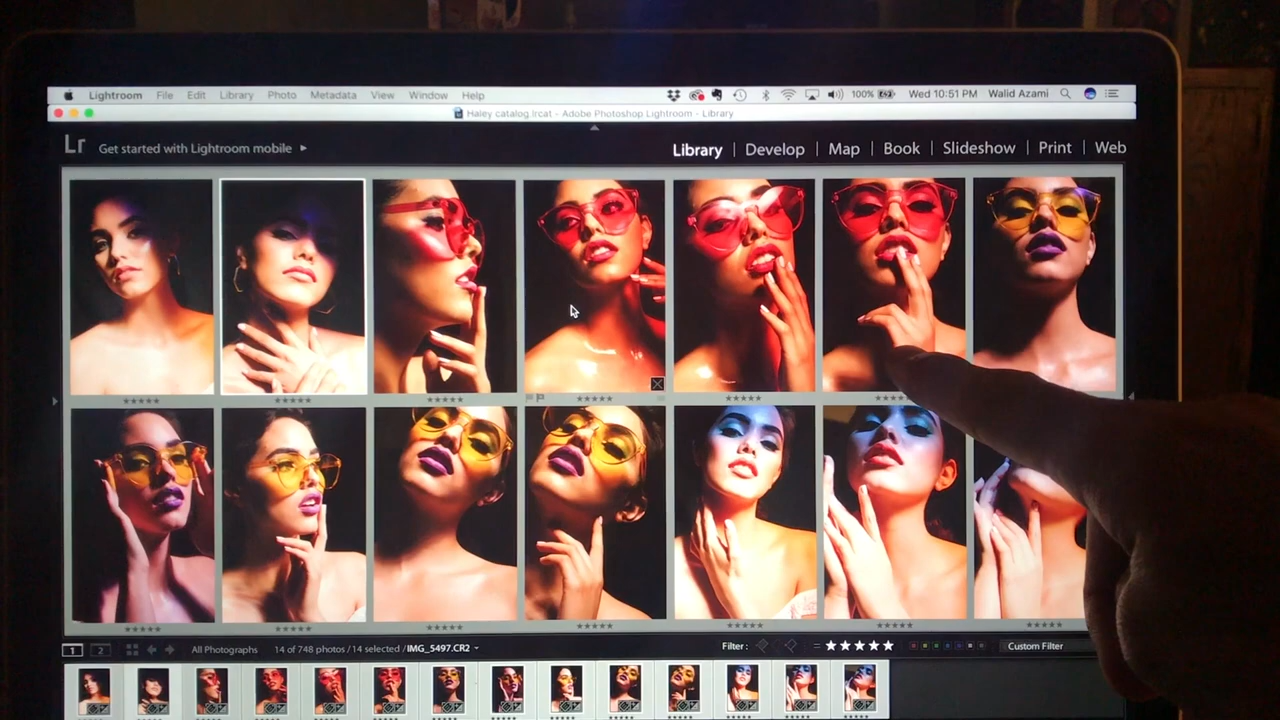 Lightroom File Edit Library Photo Metadata View Window Help 100% Wed 10:51 PM Walid Azami
Haley catalog.lrcat - Adobe Photoshop Lightroom - Library
Lr Get started with Lightroom mobile Library | Develop | Map | Book | Slideshow | Print | Web
1 2 All Photographs 14 of 748 photos / 14 selected / IMG_5497.CR2 Filter : = ★★★★★ Custom Filter